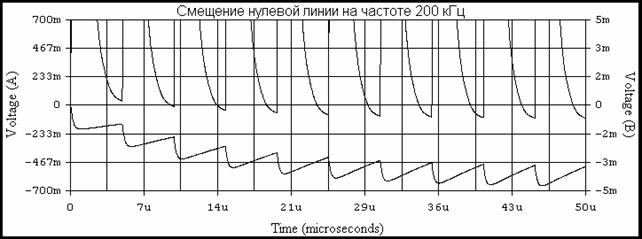 Смещение нулевой линии на частоте 200 кГц
Voltage (A)
700m
467m
233m
0
-233m
-467m
-700m
5m
3m
2m
0
-2m
-3m
-5m
Voltage (B)
0
7u
14u
21u
29u
36u
43u
50u
Time (microseconds)